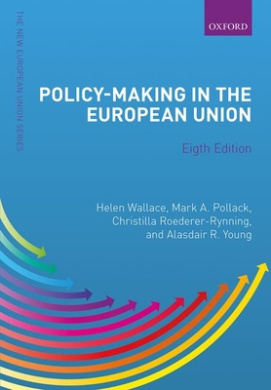 OXFORD
THE NEW EUROPEAN UNION SERIES
POLICY-MAKING IN THE
EUROPEAN UNION
Eigth Edition
Helen Wallace, Mark A. Pollack,
Christilla Roederer-Rynning,
and Alasdair R. Young